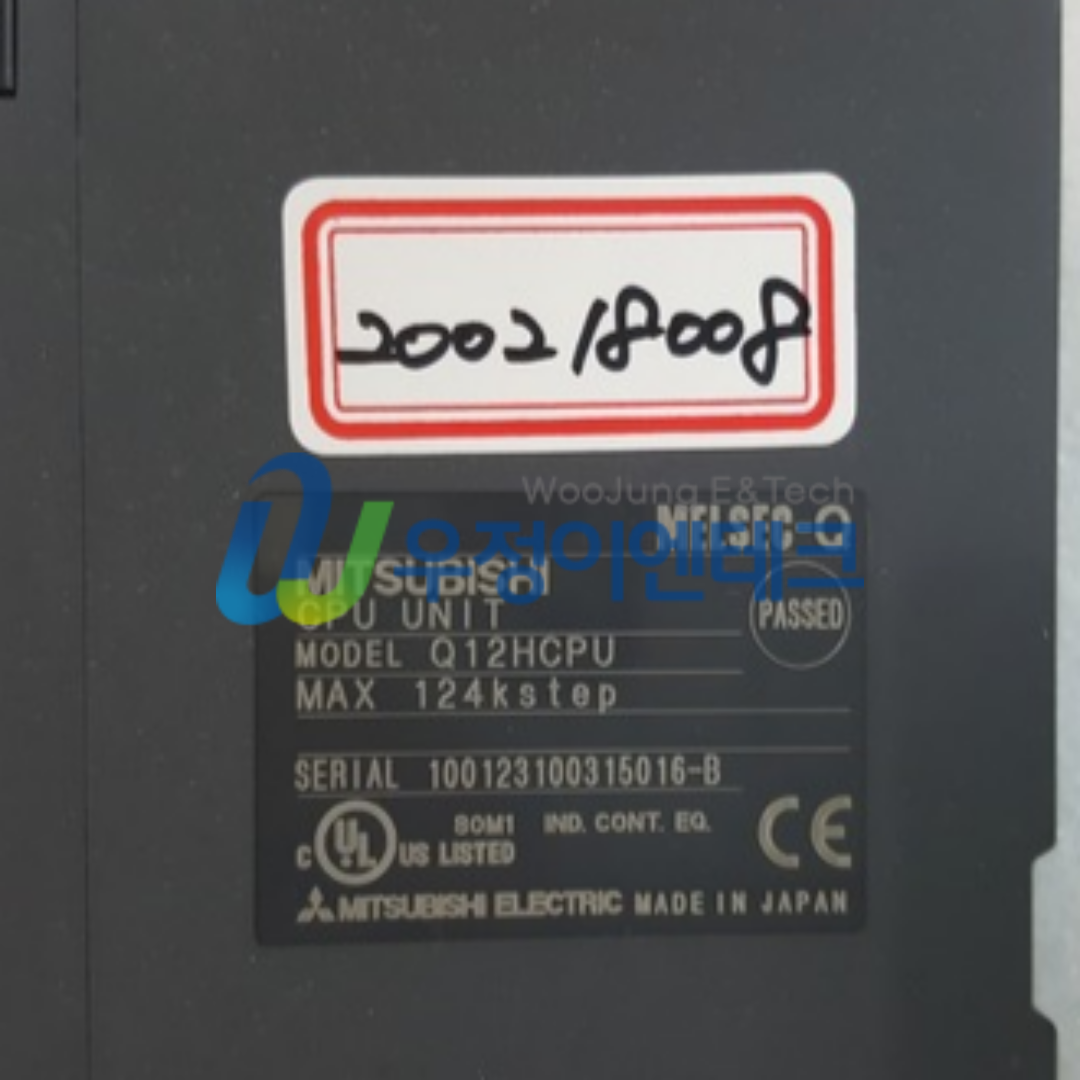 200218008
WooJung E&Tech
MELSEC-Q
우정이엔테크
MITSUBISHI
CPU UNIT
PASSED
MODEL Q12HCPU
MAX 124kstep
SERIAL 100123100315016-B
80M1 IND. CONT. EQ.
C UL US LISTED
CE
MITSUBISHI ELECTRIC MADE IN JAPAN